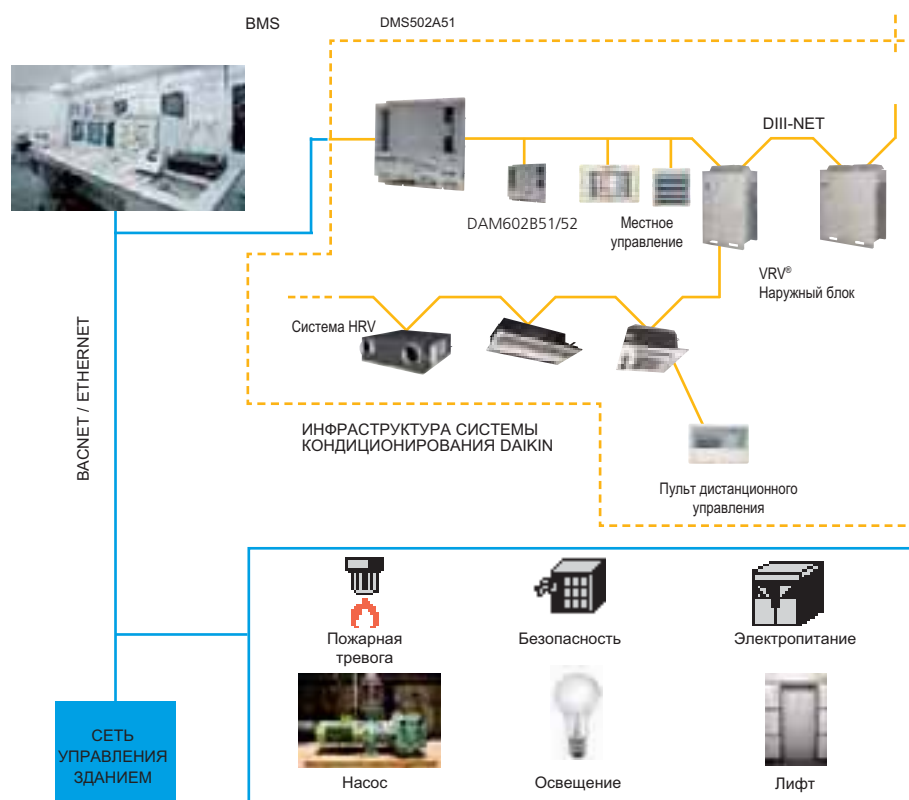 BMS
DMS502A51
DIII-NET
DAM602B51/52
Местное
управление
VRV®
Наружный блок
Система HRV
BACNET / ETHERNET
ИНФРАСТРУКТУРА СИСТЕМЫ
КОНДИЦИОНИРОВАНИЯ DAIKIN
Пульт дистанционного
управления
Пожарная
тревога
Безопасность
Электропитание
СЕТЬ
УПРАВЛЕНИЯ
ЗДАНИЕМ
Насос
Освещение
Лифт